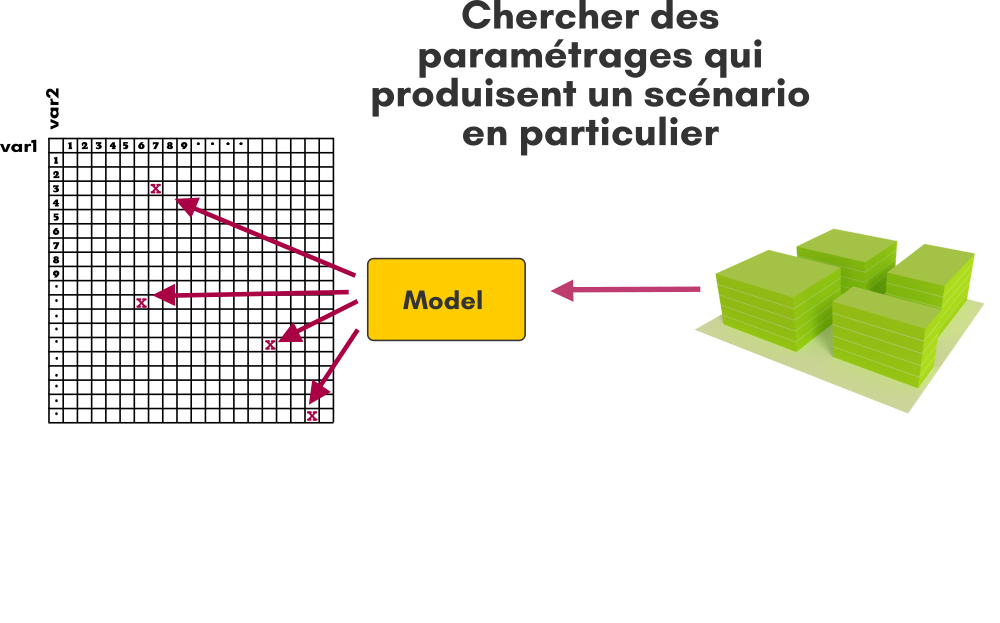 Chercher des
paramétrages qui
produisent un scénario
en particulier
var2
var1
1 2 3 4 5 6 7 8 9 . . . .
1
2
3 X
4
5
6
7
8
9
.
. X
.
.
. X
.
.
.
.
. X
Model